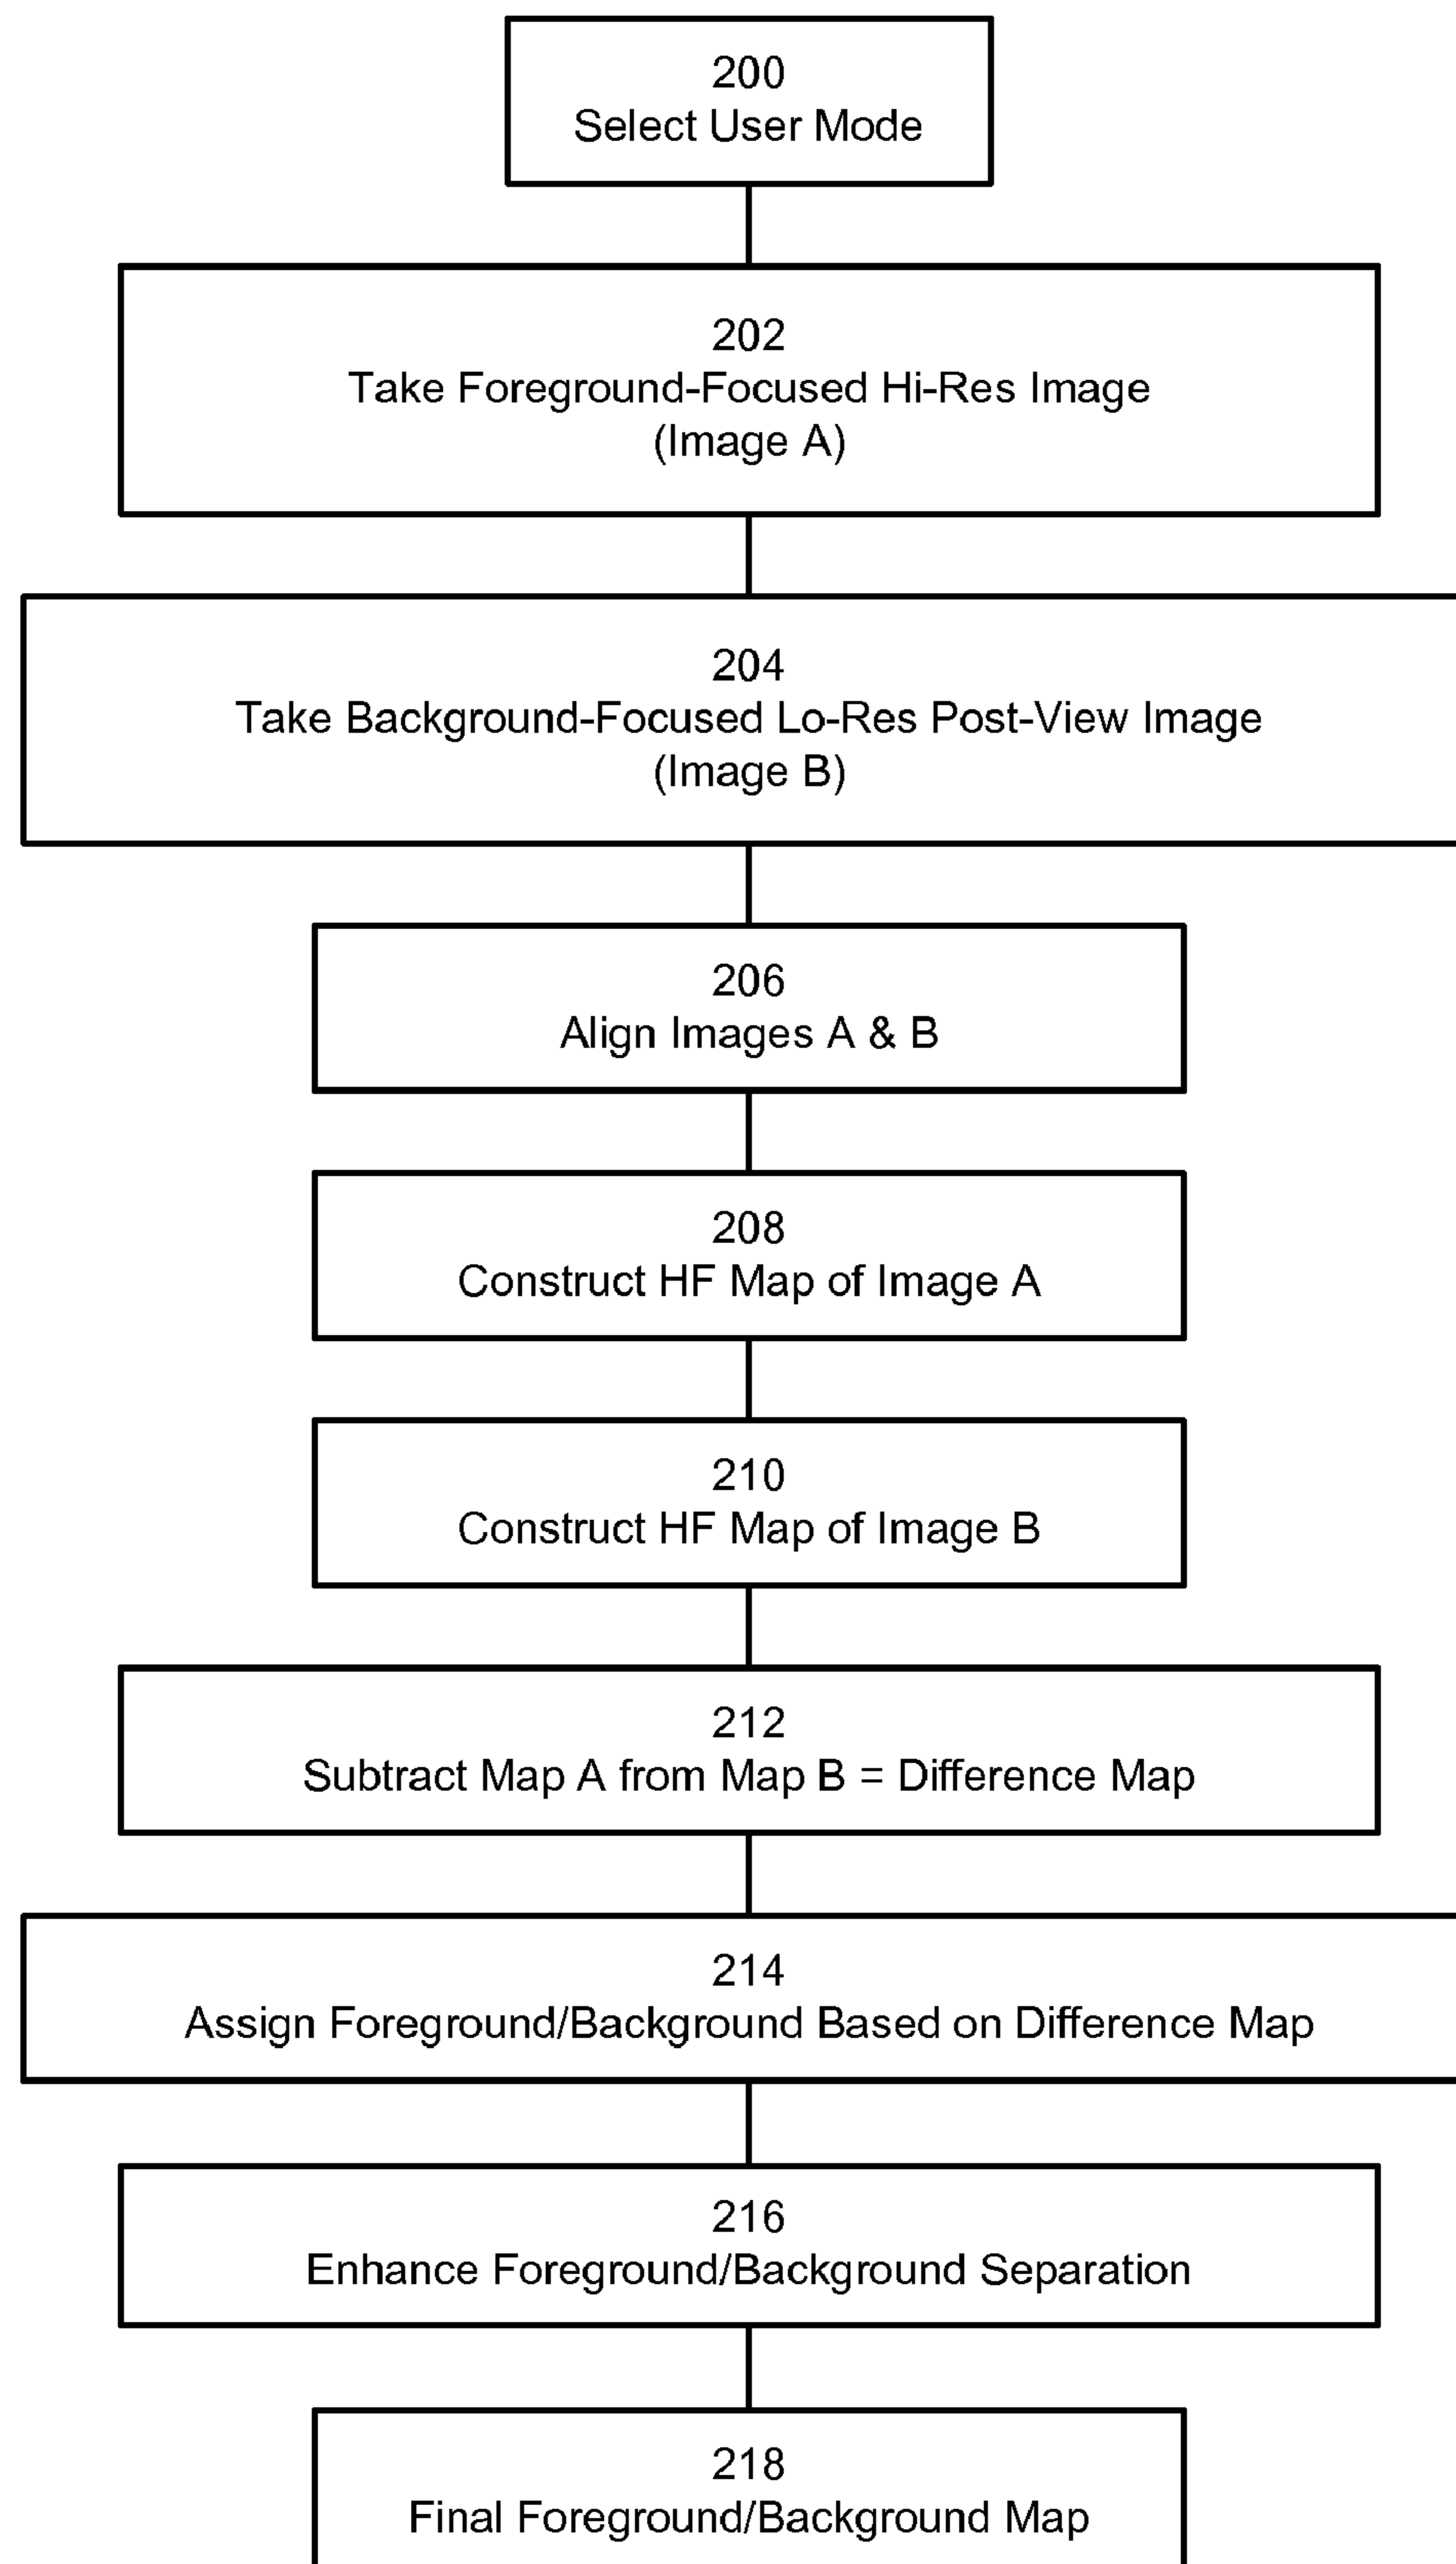 200
Select User Mode
202
Take Foreground-Focused Hi-Res Image
(Image A)
204
Take Background-Focused Lo-Res Post-View Image
(Image B)
206
Align Images A & B
208
Construct HF Map of Image A
210
Construct HF Map of Image B
212
Subtract Map A from Map B = Difference Map
214
Assign Foreground/Background Based on Difference Map
216
Enhance Foreground/Background Separation
218
Final Foreground/Background Map